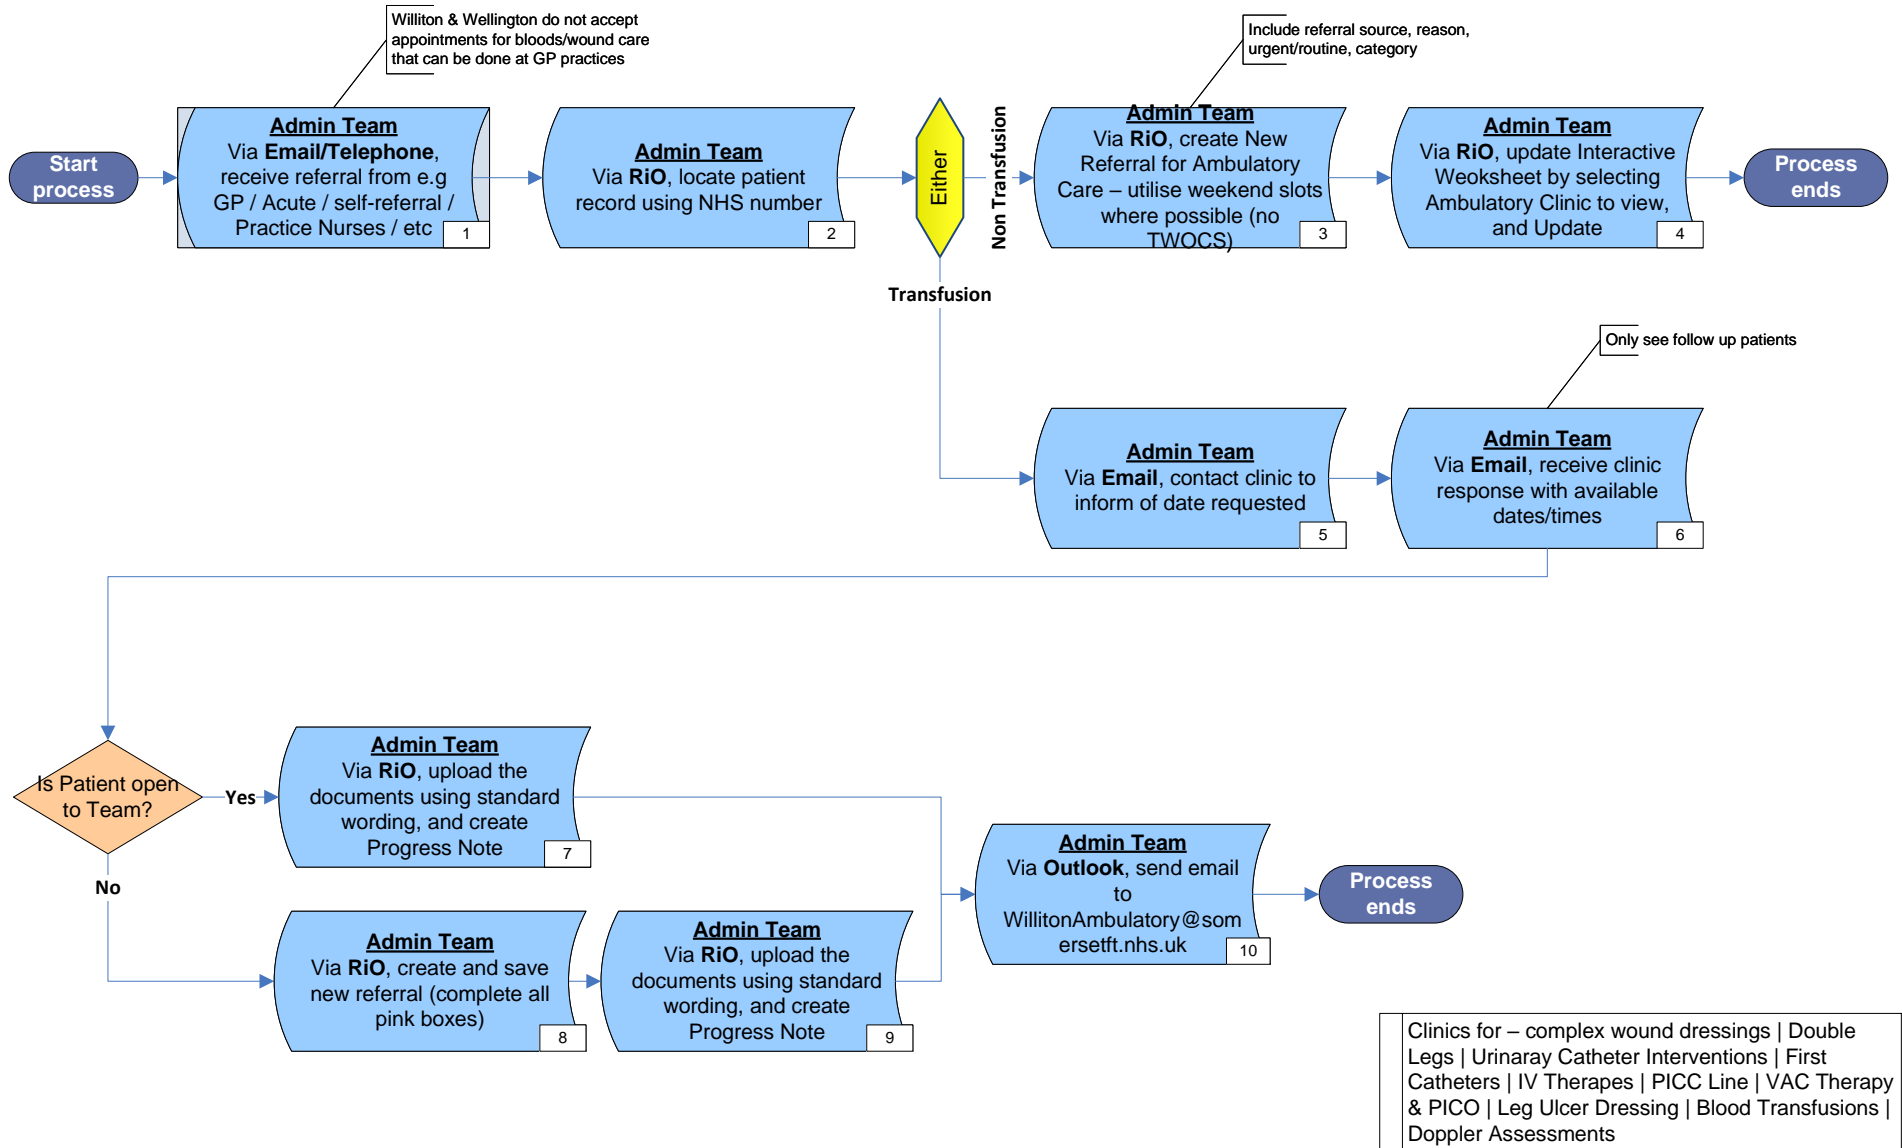 Williton & Wellington do not accept
appointments for bloods/wound care
that can be done at GP practices
Include referral source, reason,
urgent/routine, category
Start
process
Admin Team
Via Email/Telephone,
receive referral from e.g
GP / Acute / self-referral /
Practice Nurses / etc
1
Admin Team
Via RiO, locate patient
record using NHS number
2
Either
Non Transfusion
Admin Team
Via RiO, create New
Referral for Ambulatory
Care – utilise weekend slots
where possible (no
TWOCS)
3
Admin Team
Via RiO, update Interactive
Weoksheet by selecting
Ambulatory Clinic to view,
and Update
4
Process
ends
Transfusion
Only see follow up patients
Admin Team
Via Email, contact clinic to
inform of date requested
5
Admin Team
Via Email, receive clinic
response with available
dates/times
6
Is Patient open
to Team?
Yes
Admin Team
Via RiO, upload the
documents using standard
wording, and create
Progress Note
7
No
Admin Team
Via RiO, create and save
new referral (complete all
pink boxes)
8
Admin Team
Via RiO, upload the
documents using standard
wording, and create
Progress Note
9
Admin Team
Via Outlook, send email
to
WillitonAmbulatory@som
ersetft.nhs.uk
10
Process
ends
Clinics for – complex wound dressings | Double
Legs | Urinaray Catheter Interventions | First
Catheters | IV Therapes | PICC Line | VAC Therapy
& PICO | Leg Ulcer Dressing | Blood Transfusions |
Doppler Assessments